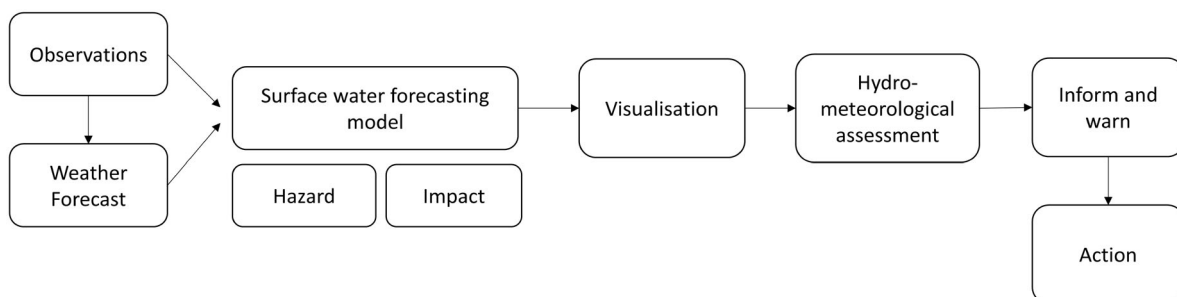 Observations
Weather
Forecast
Surface water forecasting
model
Hazard
Impact
Visualisation
Hydro-
meteorological
assessment
Inform and
warn
Action